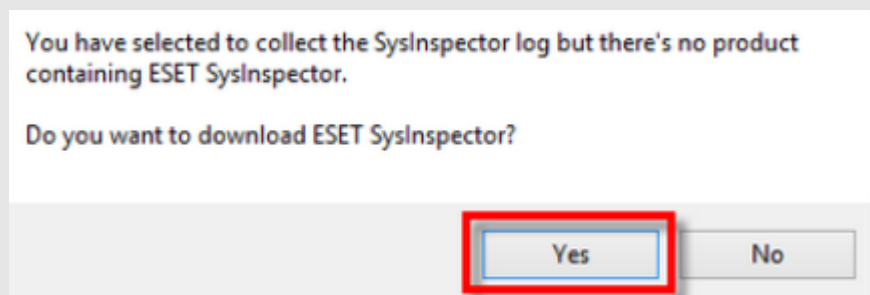 You have selected to collect the SysInspector log but there's no product
containing ESET SysInspector.
Do you want to download ESET SysInspector?
Yes No